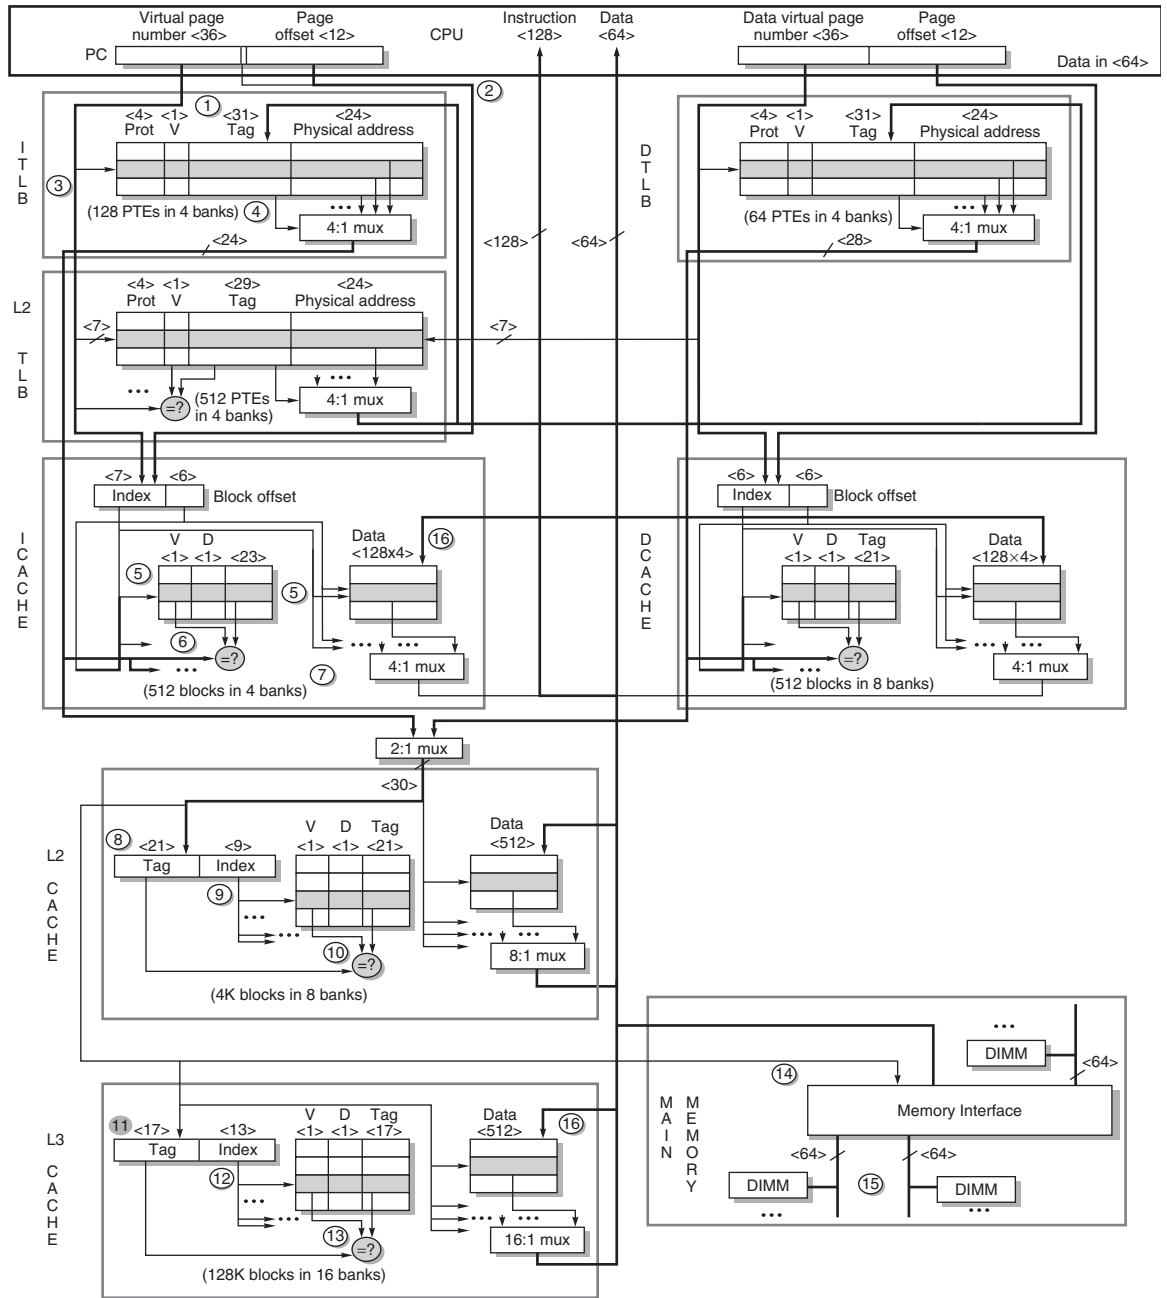 Virtual page number <36>
Page offset <12>
PC
CPU
Instruction <128>
Data <64>
Data virtual page number <36>
Page offset <12>
Data in <64>
1
2
I
T
L
B
<4> Prot
<1> V
<31> Tag
<24> Physical address
3
(128 PTEs in 4 banks)
4
...
4:1 mux
<24>
<128>
<64>
D
T
L
B
<4> Prot
<1> V
<31> Tag
<24> Physical address
(64 PTEs in 4 banks)
...
4:1 mux
<28>
L2
T
L
B
<4> Prot
<1> V
<29> Tag
<24> Physical address
<7>
<7>
...
=?
(512 PTEs in 4 banks)
...
4:1 mux
I
C
A
C
H
E
<7>
<6>
Index
Block offset
V <1>
D <1>
<23>
Data <128x4>
16
5
5
6
=?
...
7
...
...
4:1 mux
(512 blocks in 4 banks)
D
C
A
C
H
E
<6>
<6>
Index
Block offset
V <1>
D <1>
Tag <21>
Data <128×4>
=?
...
...
...
4:1 mux
(512 blocks in 8 banks)
2:1 mux
<30>
L2
C
A
C
H
E
8
<21>
<9>
Tag
Index
V <1>
D <1>
Tag <21>
Data <512>
9
...
...
10
=?
...
...
8:1 mux
(4K blocks in 8 banks)
L3
C
A
C
H
E
11
<17>
<13>
Tag
Index
V <1>
D <1>
Tag <17>
Data <512>
16
12
...
...
13
=?
...
...
16:1 mux
(128K blocks in 16 banks)
M
A
I
N
M
E
M
O
R
Y
...
DIMM
<64>
14
Memory Interface
<64>
<64>
DIMM
...
15
DIMM
...